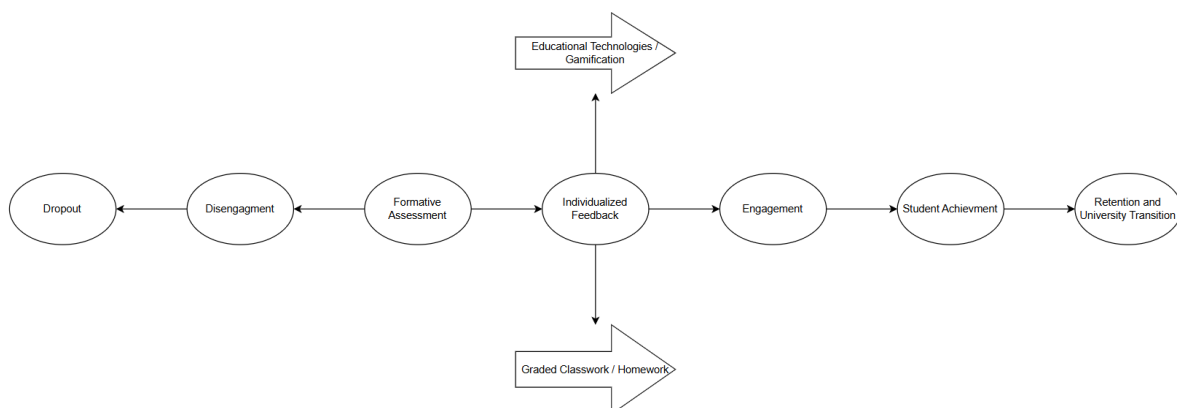 Educational Technologies /
Gamification
Dropout
Disengagment
Formative
Assessment
Individualized
Feedback
Engagement
Student Achievment
Retention and
University Transition
Graded Classwork / Homework